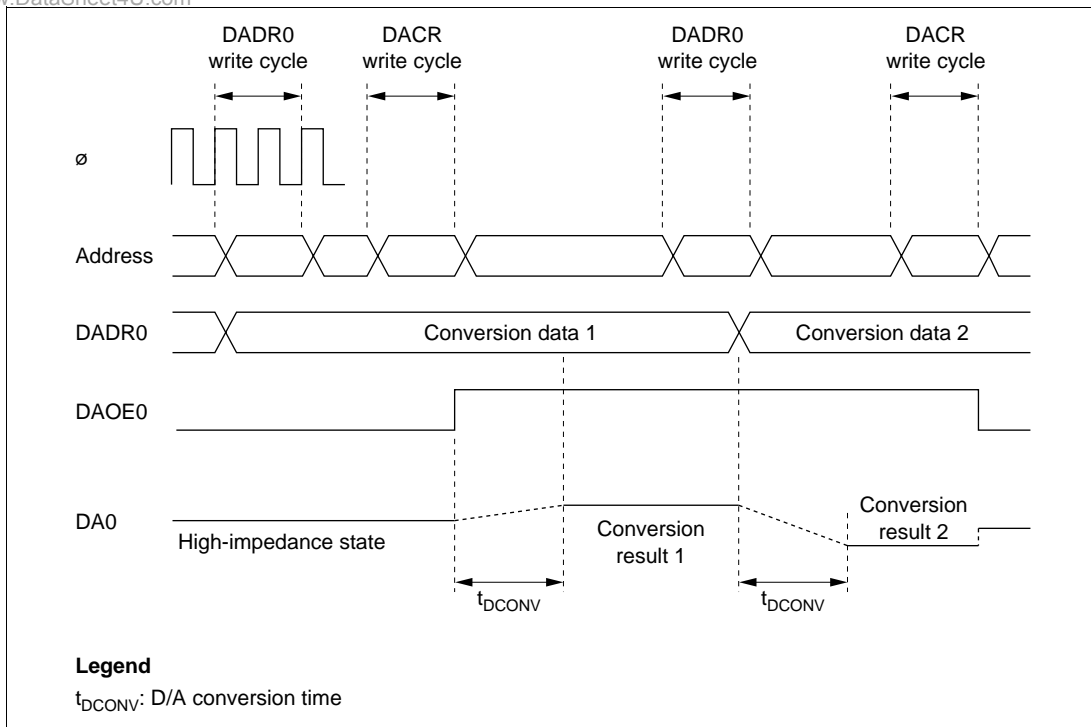 DADR0
write cycle
DACR
write cycle
DADR0
write cycle
DACR
write cycle
ø
Address
DADR0
Conversion data 1
Conversion data 2
DAOE0
DA0
High-impedance state
Conversion
result 1
Conversion
result 2
tDCONV
tDCONV
Legend
tDCONV: D/A conversion time